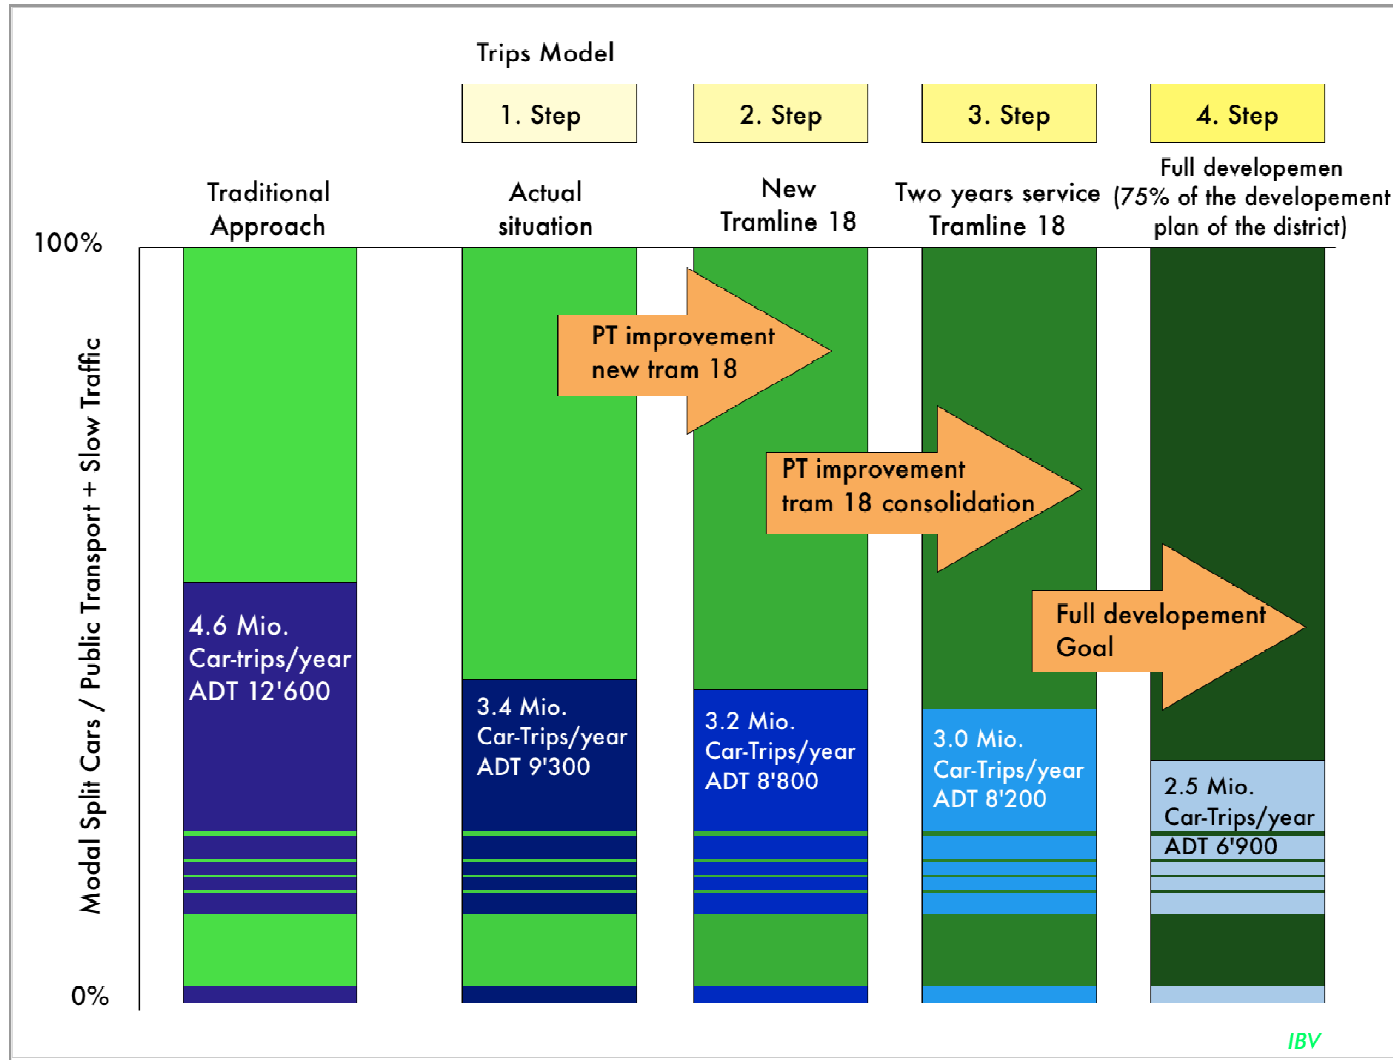 Trips Model
1. Step
2. Step
3. Step
4. Step
Traditional
Approach
Actual
situation
New
Tramline 18
Two years service
Tramline 18
Full developemen
(75% of the developement
plan of the district)
100%
0%
Modal Split Cars / Public Transport + Slow Traffic
PT improvement
new tram 18
PT improvement
tram 18 consolidation
Full developement
Goal
4.6 Mio.
Car-trips/year
ADT 12'600
3.4 Mio.
Car-Trips/year
ADT 9'300
3.2 Mio.
Car-Trips/year
ADT 8'800
3.0 Mio.
Car-Trips/year
ADT 8'200
2.5 Mio.
Car-Trips/year
ADT 6'900
IBV